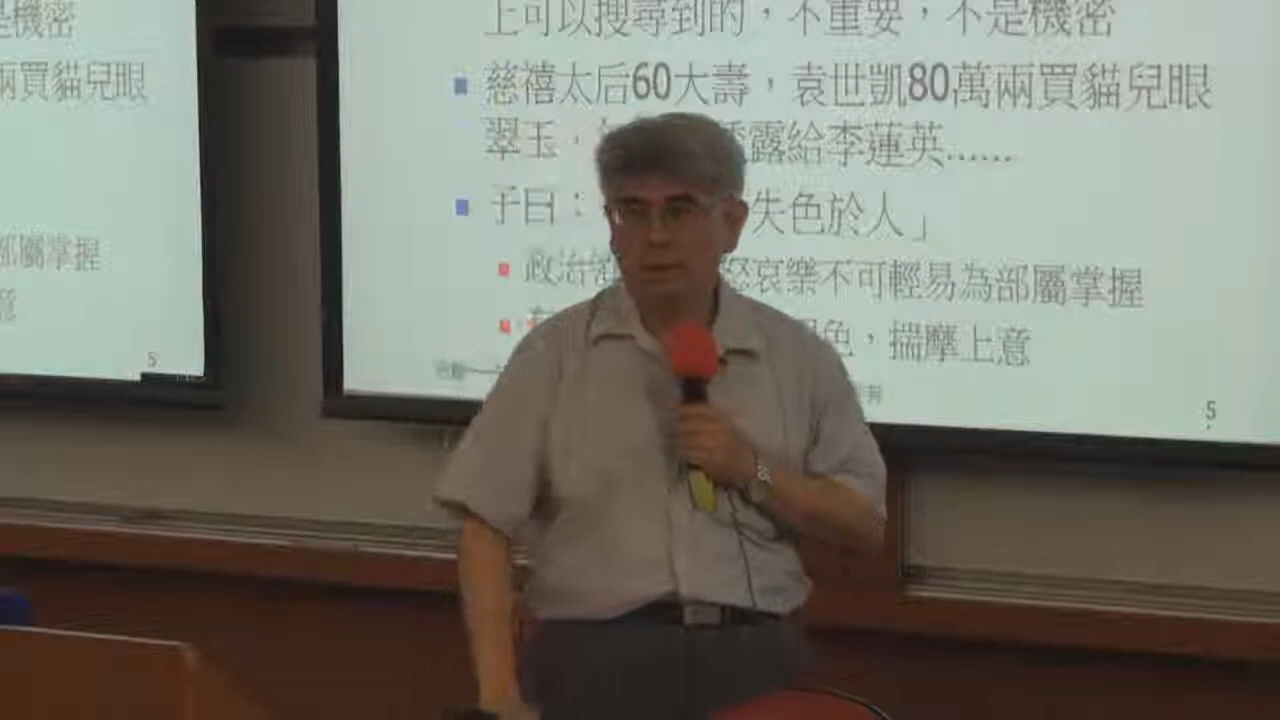 是機密
兩買貓兒眼
部屬掌握
意
5
上可以搜尋到的，不重要，不是機密
慈禧太后60大壽，袁世凱80萬兩買貓兒眼
翠玉， 露給李蓮英……
子曰： 失色於人」
政治 怒哀樂不可輕易為部屬掌握
色，揣摩上意
5